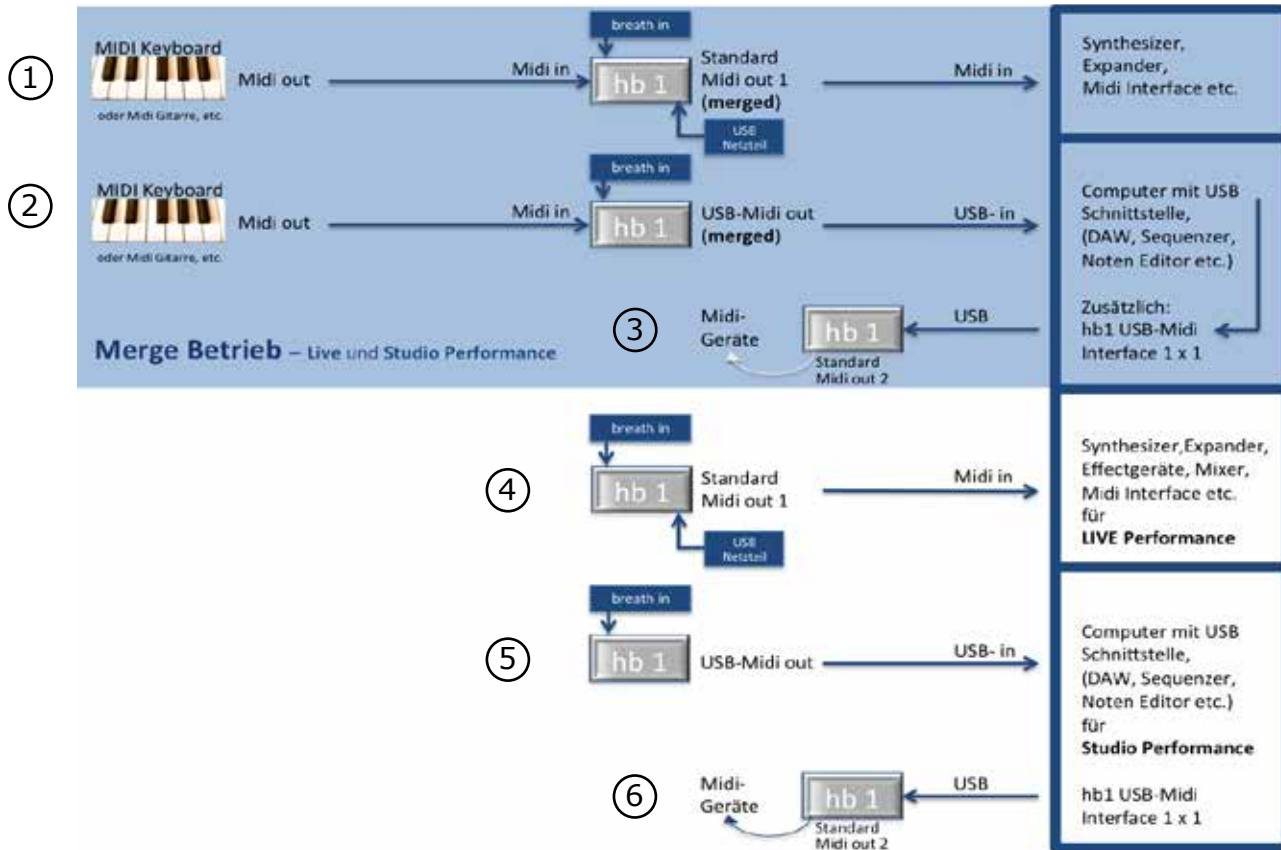 breath in
①
MIDI Keyboard
oder Midi Gitarre, etc.
Midi out
Midi in
hb 1
Standard
Midi out 1
(merged)
USB
Netzteil
Midi in
Synthesizer,
Expander,
Midi Interface etc.
breath in
②
MIDI Keyboard
oder Midi Gitarre, etc.
Midi out
Midi in
hb 1
USB-Midi out
(merged)
USB- in
Computer mit USB
Schnittstelle,
(DAW, Sequenzer,
Noten Editor etc.)
Zusätzlich:
hb1 USB-Midi
Interface 1 x 1
③
Midi-
Geräte
hb 1
USB
Standard
Midi out 2
Merge Betrieb – Live und Studio Performance
breath in
④
hb 1
Standard
Midi out 1
USB
Netzteil
Midi in
Synthesizer,Expander,
Effectgeräte, Mixer,
Midi Interface etc.
für
LIVE Performance
breath in
⑤
hb 1
USB-Midi out
USB- in
Computer mit USB
Schnittstelle,
(DAW, Sequenzer,
Noten Editor etc.)
für
Studio Performance
hb1 USB-Midi
Interface 1 x 1
⑥
Midi-
Geräte
hb 1
USB
Standard
Midi out 2